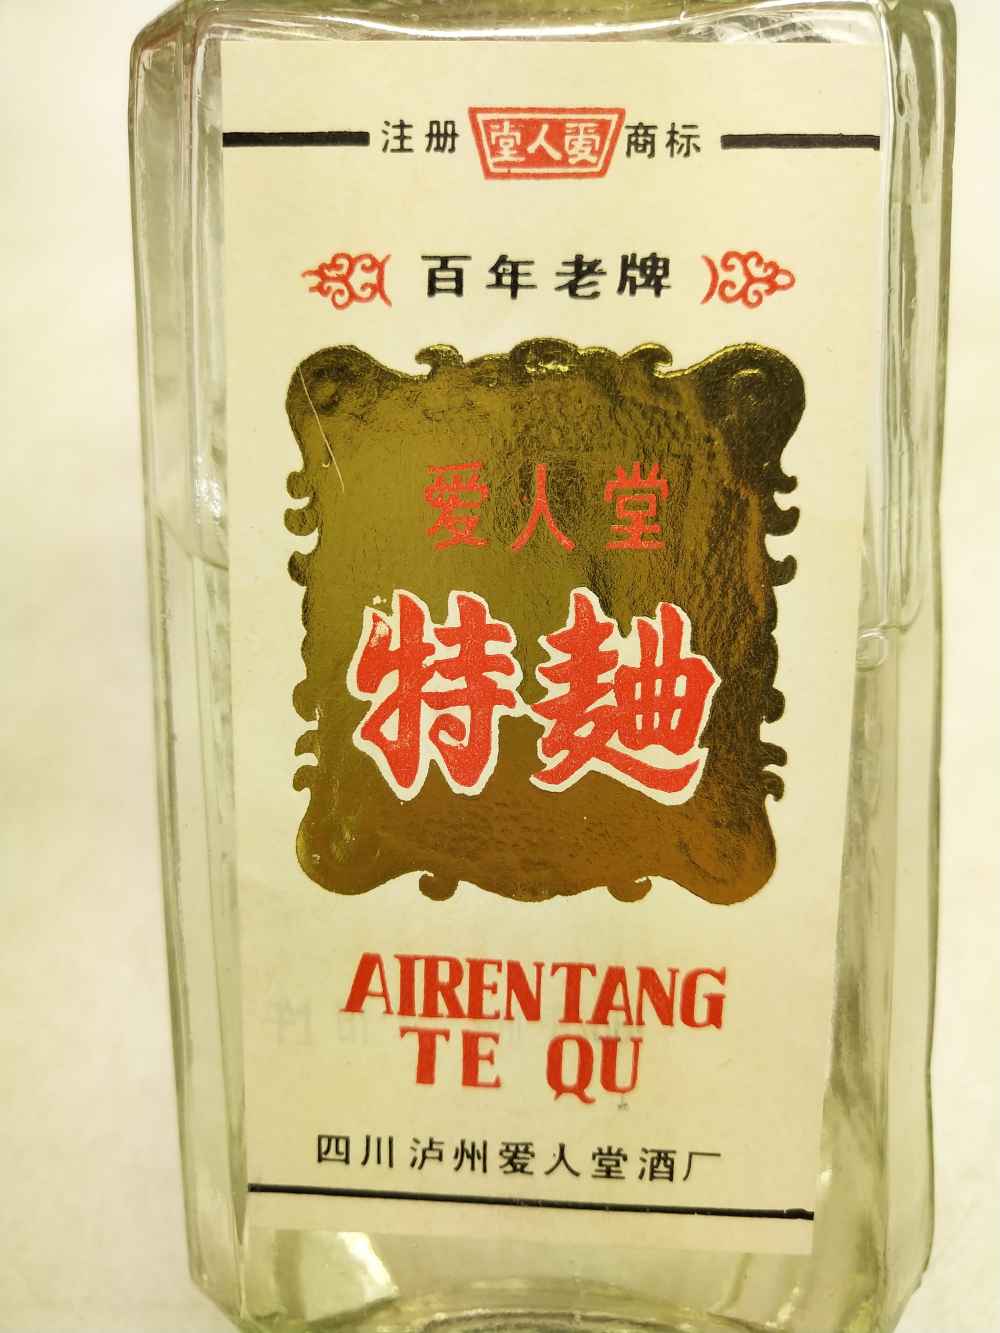 注册 堂人爱 商标
百年老牌
爱人堂
特麯
AIRENTANG
TE QU
四川泸州爱人堂酒厂